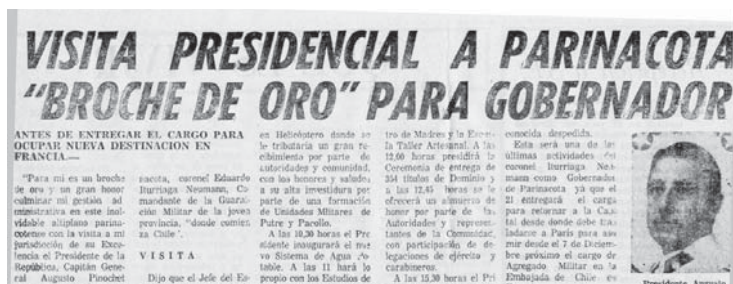 VISITA PRESIDENCIAL A PARINACOTA
"BROCHE DE ORO" PARA GOBERNADOR
ANTES DE ENTREGAR EL CARGO PARA
OCUPAR NUEVA DESTINACION EN
FRANCIA.—
"Para mí es un broche
de oro y un gran honor
culminar mi gestión ad
ministrativa en este inol-
vidable altiplano parina-
cotense con la visita a mi
jurisdicción de su Exce-
lencia el Presidente de la
República, Capitán Gene-
ral Augusto Pinochet
nacota, coronel Eduardo
Iturriaga Neumann, Co-
mandante de la Guarni-
ción Militar de la joven
provincia, "donde comien
za Chile".
VISITA
Dijo que el Jefe del Es-
en Helicóptero donde se
le tributaría un gran re-
cibimiento por parte de
autoridades y comunidad,
con los honores y saludos
a su alta investidura por
parte de una formación
de Unidades Militares de
Putre y Pacollo.
A las 10,30 horas el Pre
sidente inaugurará el nue
vo Sistema de Agua Po-
table. A las 11 hará lo
propio con los Estudios de
tro de Madres y la Escue-
la Taller Artesanal. A las
12,00 horas presidirá la
Ceremonia de entrega de
354 títulos de Dominio y
a las 12,45 horas se le
ofrecerá un almuerzo de
honor por parte de las
Autoridades y represen-
tantes de la Comunidad,
con participación de de-
legaciones de ejército y
carabineros.
A las 15,30 horas el Pri
conocida despedida.
Esta será una de las
últimas actividades del
coronel Iturriaga Neu-
mann como Gobernador
de Parinacota ya que el
21 entregará el cargo
para retornar a la Capi-
tal desde donde debe tras
ladarse a París para asu
mir desde el 7 de Diciem-
bre próximo el cargo de
Agregado Militar en la
Embajada de Chile en
Presidente Augusto